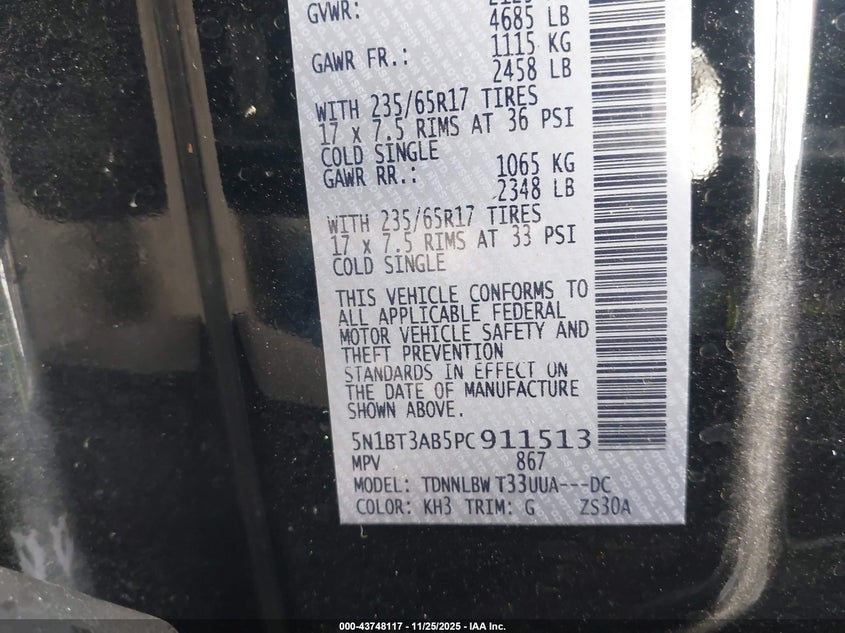 GVWR:
4685 LB
GAWR FR.: 1115 KG
2458 LB
WITH 235/65R17 TIRES
17 x 7.5 RIMS AT 36 PSI
COLD SINGLE
GAWR RR.: 1065 KG
2348 LB
WITH 235/65R17 TIRES
17 x 7.5 RIMS AT 33 PSI
COLD SINGLE
THIS VEHICLE CONFORMS TO
ALL APPLICABLE FEDERAL
MOTOR VEHICLE SAFETY AND
THEFT PREVENTION
STANDARDS IN EFFECT ON
THE DATE OF MANUFACTURE
SHOWN ABOVE.
5N1BT3AB5PC911513
MPV 867
MODEL: TDNNLBW T33UUA---DC
COLOR: KH3 TRIM: G ZS30A
000-43748117 - 11/25/2025 - IAA Inc.